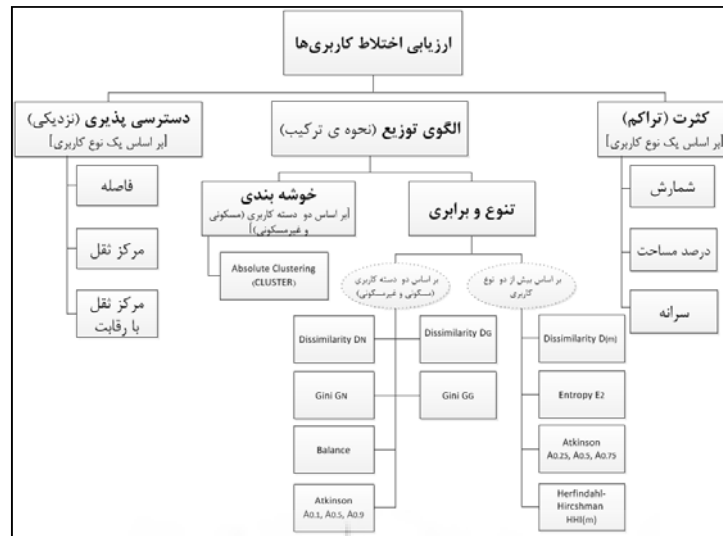 ارزیابی اختلاط کاربری‌ها
کثرت (تراکم)
[بر اساس یک نوع کاربری]
شمارش
درصد مساحت
سرانه
الگوی توزیع (نحوه ی ترکیب)
تنوع و برابری
بر اساس بیش از دو نوع
کاربری
Dissimilarity D(m)
Entropy E2
Atkinson
A0.25, A0.5, A0.75
Herfindahl-
Hircshman
HHI(m)
بر اساس دو دسته کاربری
(مسکونی و غیرمسکونی)
Dissimilarity DN
Dissimilarity DG
Gini GN
Gini GG
Balance
Atkinson
A0.1, A0.5, A0.9
خوشه بندی
[بر اساس دو دسته کاربری (مسکونی
و غیرمسکونی)]
Absolute Clustering
(CLUSTER)
دسترسی پذیری (نزدیکی)
[بر اساس یک نوع کاربری]
فاصله
مرکز ثقل
مرکز ثقل
با رقابت